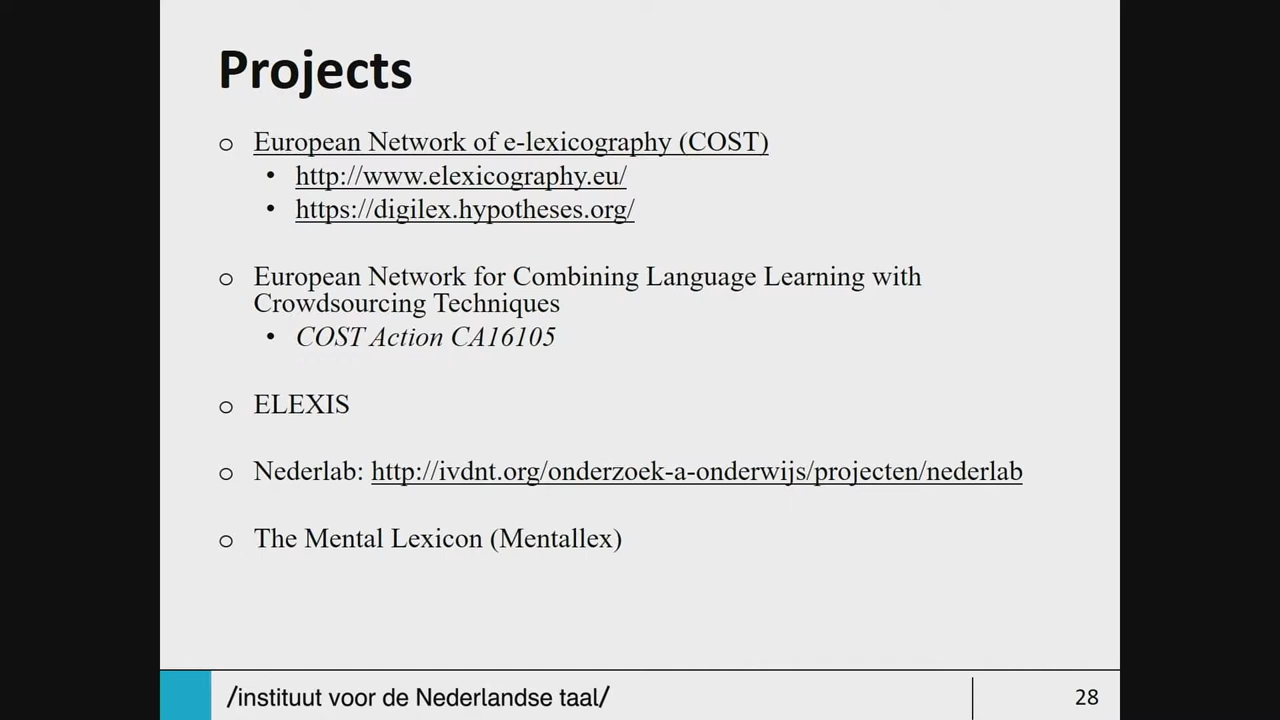 Projects
o European Network of e-lexicography (COST)
• http://www.elexicography.eu/
• https://digilex.hypotheses.org/
o European Network for Combining Language Learning with
Crowdsourcing Techniques
• COST Action CA16105
o ELEXIS
o Nederlab: http://ivdnt.org/onderzoek-a-onderwijs/projecten/nederlab
o The Mental Lexicon (Mentallex)
/instituut voor de Nederlandse taal/
28